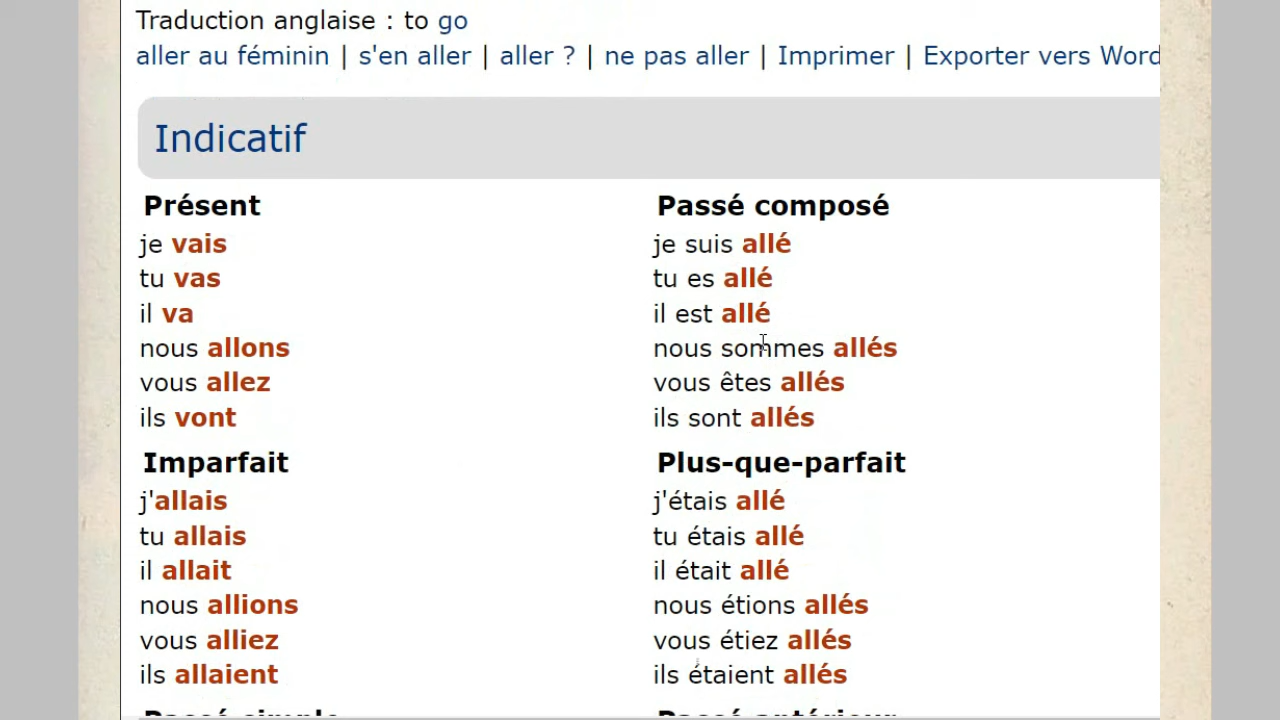 Traduction anglaise : to go
aller au féminin | s'en aller | aller ? | ne pas aller | Imprimer | Exporter vers Word
Indicatif
Présent
je vais
tu vas
il va
nous allons
vous allez
ils vont
Passé composé
je suis allé
tu es allé
il est allé
nous sommes allés
vous êtes allés
ils sont allés
Imparfait
j'allais
tu allais
il allait
nous allions
vous alliez
ils allaient
Plus-que-parfait
j'étais allé
tu étais allé
il était allé
nous étions allés
vous étiez allés
ils étaient allés
Passé simple
Passé antérieur